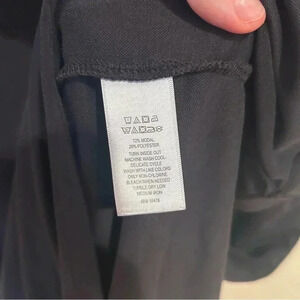 72% MODAL
28% POLYESTER
TURN INSIDE OUT
MACHINE WASH COOL
DELICATE CYCLE
WASH WITH LIKE COLORS
ONLY NON-CHLORINE
BLEACH WHEN NEEDED
TUMBLE DRY LOW
MEDIUM IRON